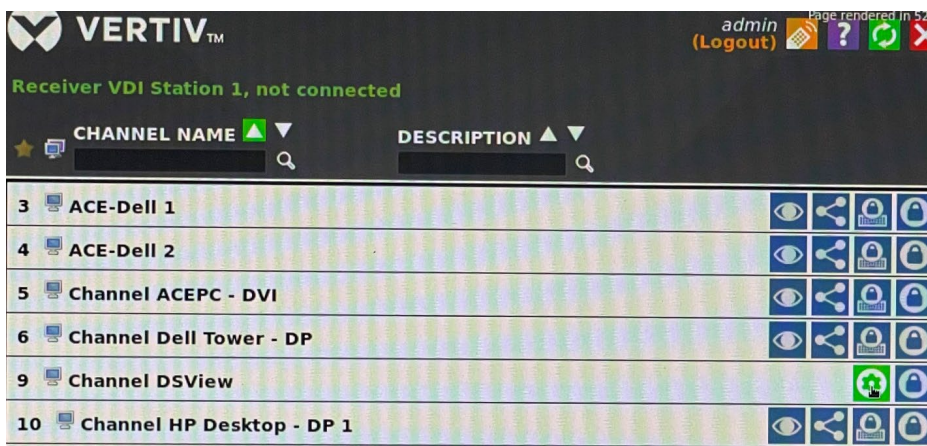 Page rendered in 52
VERTIV™
admin
(Logout)
?
Receiver VDI Station 1, not connected
CHANNEL NAME
DESCRIPTION
3 ACE-Dell 1
4 ACE-Dell 2
5 Channel ACEPC - DVI
6 Channel Dell Tower - DP
9 Channel DSView
10 Channel HP Desktop - DP 1